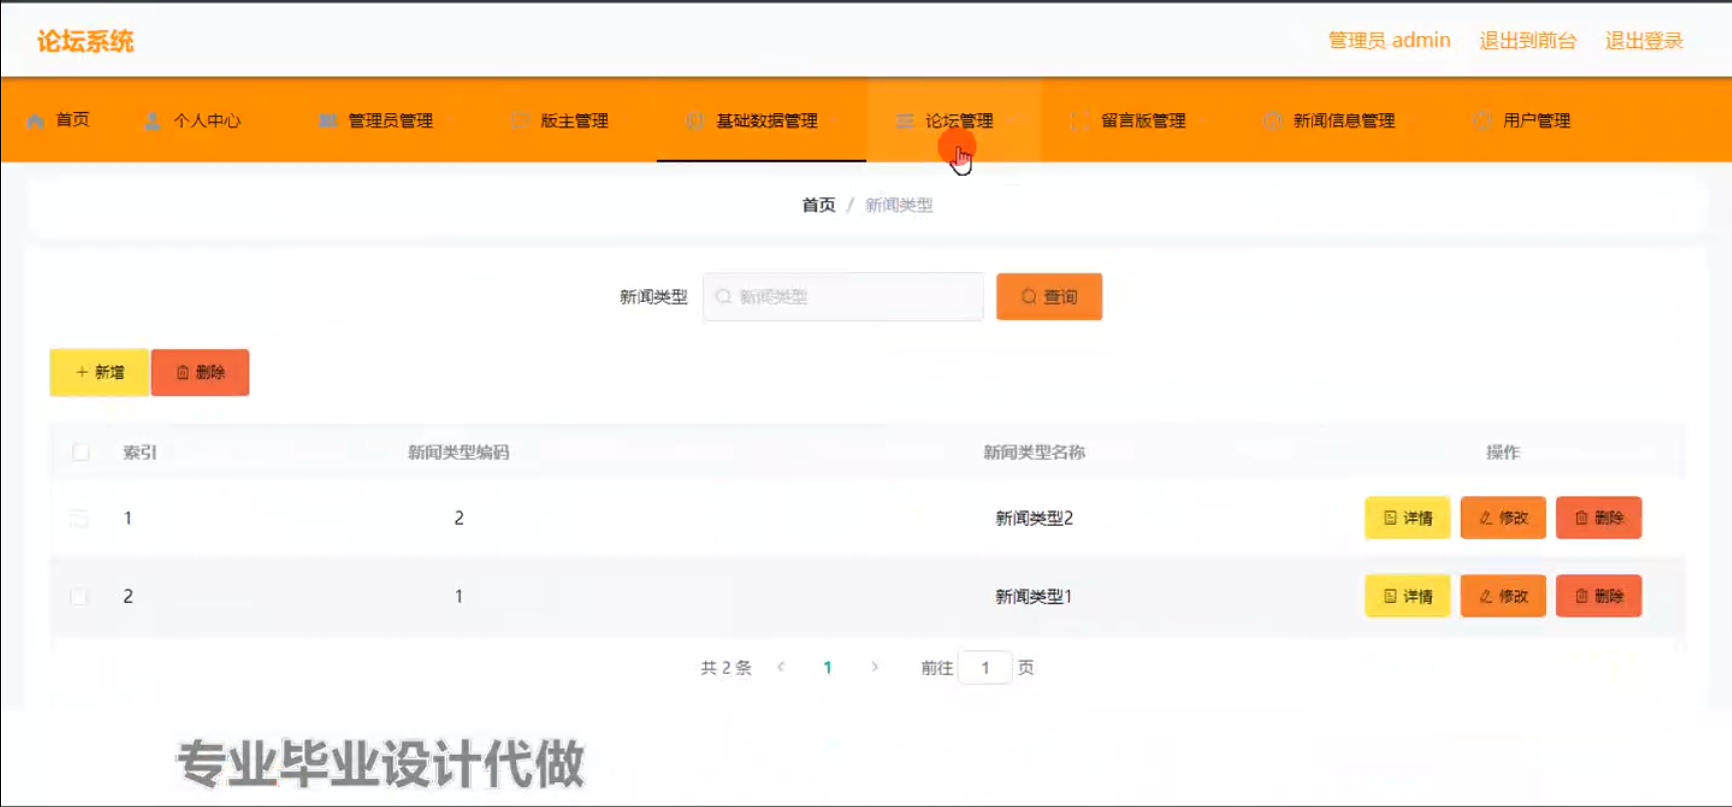 论坛系统
管理员 admin 退出到前台 退出登录
首页 个人中心 管理员管理 版主管理 基础数据管理 论坛管理 留言版管理 新闻信息管理 用户管理
首页 / 新闻类型
新闻类型 新闻类型 查询
+ 新增 删除
索引 新闻类型编码 新闻类型名称 操作
1 2 新闻类型2 详情 修改 删除
2 1 新闻类型1 详情 修改 删除
共 2 条 < 1 > 前往 1 页
专业毕业设计代做